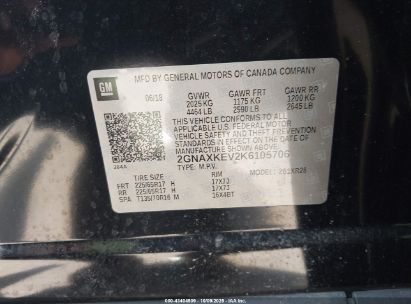 MFD BY GENERAL MOTORS OF CANADA COMPANY
GM
06/18 GVWR GAWR FRT GAWR RR
2025 KG 1175 KG 1200 KG
4464 LB 2590 LB 2645 LB
THIS VEHICLE CONFORMS TO ALL
APPLICABLE U.S. FEDERAL MOTOR
VEHICLE SAFETY AND THEFT PREVENTION
STANDARDS IN EFFECT ON THE DATE OF
MANUFACTURE SHOWN ABOVE.
2GNAXKEV2K6105706
TYPE: M.P.V. MODEL:
RIM
FRT 225/65R17 H 17X7J
RR 225/65R17 H 17X7J
SPA T135/70R16 M 16X4BT